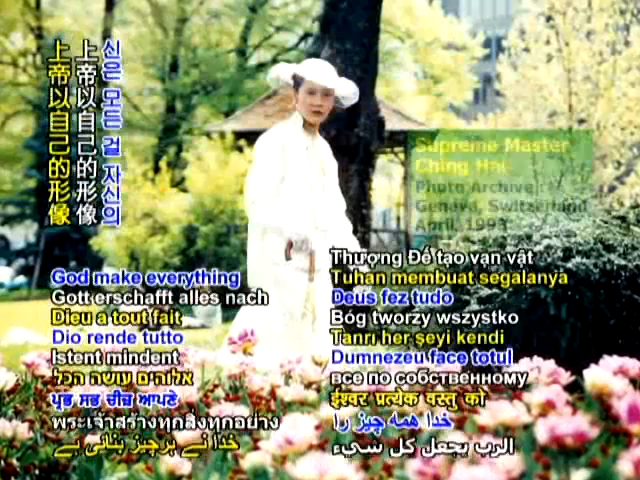 上帝以自己的形像
上帝以自己的形像
신은 모든 걸 자신의
Supreme Master
Ching Hai
Photo Archive
Geneva, Switzerland
God make everything
Gott erschafft alles nach
Dieu a tout fait
Dio rende tutto
Istent mindent
אלוהים עושה הכל
ਪ੍ਰਭ ਸਭ ਚੀਜ਼ ਆਪਣੇ
พระเจ้าสร้างทุกสิ่งทุกอย่าง
خدا نے ہرچیز بنائی ہے
Thượng Đế tạo vạn vật
Tuhan membuat segalanya
Deus fez tudo
Bóg tworzy wszystko
Tanrı her şeyi kendi
Dumnezeu face totul
все по собственному
ईश्वर प्रत्येक वस्तु को
خدا همه چیز را
الرب يجعل كل شيء